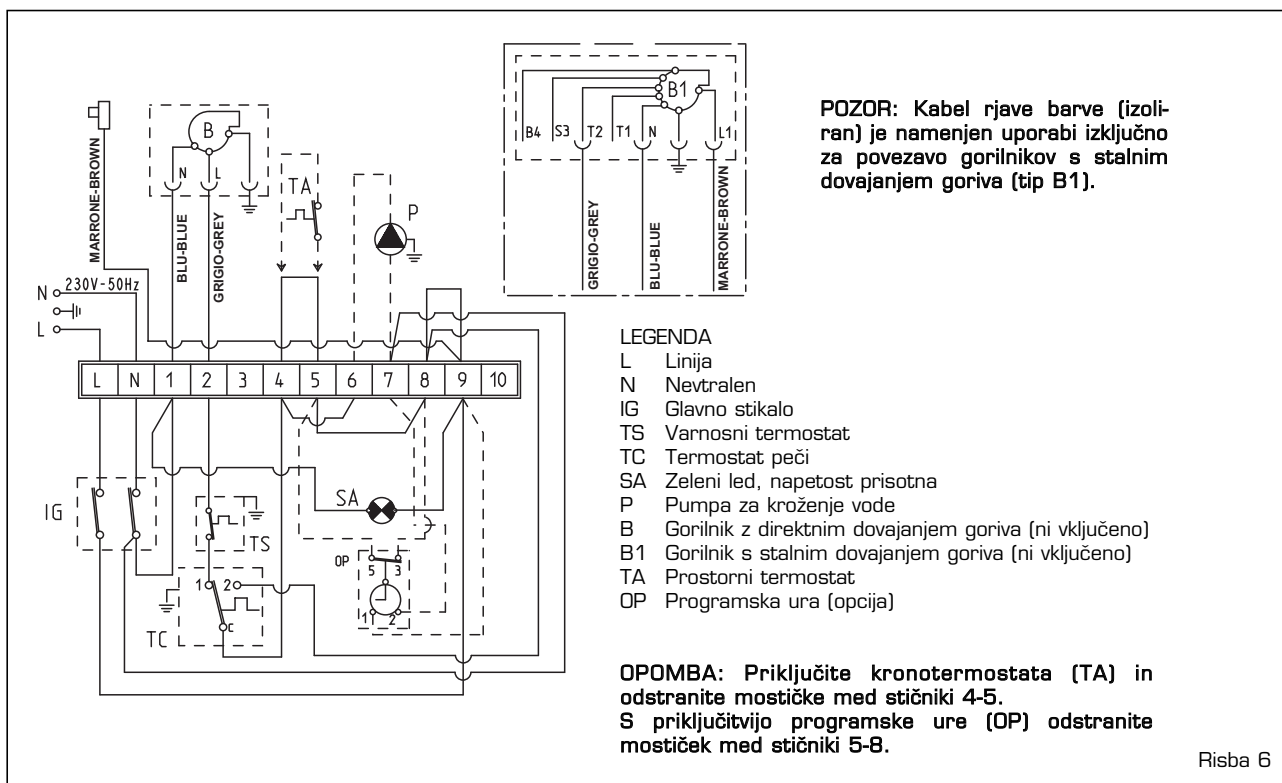 B
N
L
MARRONE-BROWN
BLU-BLUE
GRIGIO-GREY
TA
P
N 230V-50Hz
L
L N 1 2 3 4 5 6 7 8 9 10
IG
TS
SA
OP
5 3
1 2
1 2
C
TC
B1
B4 S3 T2 T1 N L1
GRIGIO-GREY
BLU-BLUE
MARRONE-BROWN
POZOR: Kabel rjave barve (izoli-
ran) je namenjen uporabi izključno
za povezavo gorilnikov s stalnim
dovajanjem goriva (tip B1).
LEGENDA
L Linija
N Nevtralen
IG Glavno stikalo
TS Varnosni termostat
TC Termostat peči
SA Zeleni led, napetost prisotna
P Pumpa za kroženje vode
B Gorilnik z direktnim dovajanjem goriva (ni vključeno)
B1 Gorilnik s stalnim dovajanjem goriva (ni vključeno)
TA Prostorni termostat
OP Programska ura (opcija)
OPOMBA: Priključite kronotermostata (TA) in
odstranite mostičke med stičniki 4-5.
S priključitvijo programske ure (OP) odstranite
mostiček med stičniki 5-8.
Risba 6